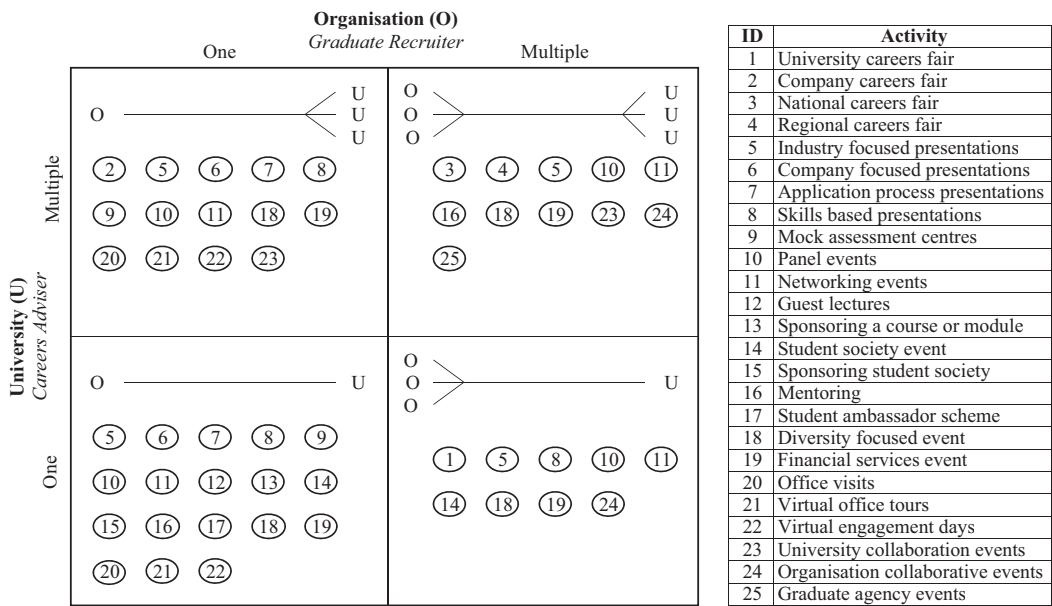 Organisation (O)
Graduate Recruiter
One
Multiple
University (U)
Careers Adviser
Multiple
One
O U
U
U
2 5 6 7 8
9 10 11 18 19
20 21 22 23
O U
O U
O U
3 4 5 10 11
16 18 19 23 24
25
O U
5 6 7 8 9
10 11 12 13 14
15 16 17 18 19
20 21 22
O
O U
O
1 5 8 10 11
14 18 19 24
ID Activity
1 University careers fair
2 Company careers fair
3 National careers fair
4 Regional careers fair
5 Industry focused presentations
6 Company focused presentations
7 Application process presentations
8 Skills based presentations
9 Mock assessment centres
10 Panel events
11 Networking events
12 Guest lectures
13 Sponsoring a course or module
14 Student society event
15 Sponsoring student society
16 Mentoring
17 Student ambassador scheme
18 Diversity focused event
19 Financial services event
20 Office visits
21 Virtual office tours
22 Virtual engagement days
23 University collaboration events
24 Organisation collaborative events
25 Graduate agency events